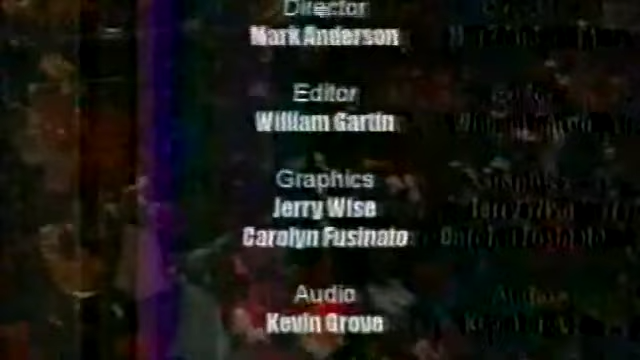 Director
Mark Anderson
Editor
William Gartin
Graphics
Jerry Wise
Carolyn Fusinato
Audio
Kevin Grove